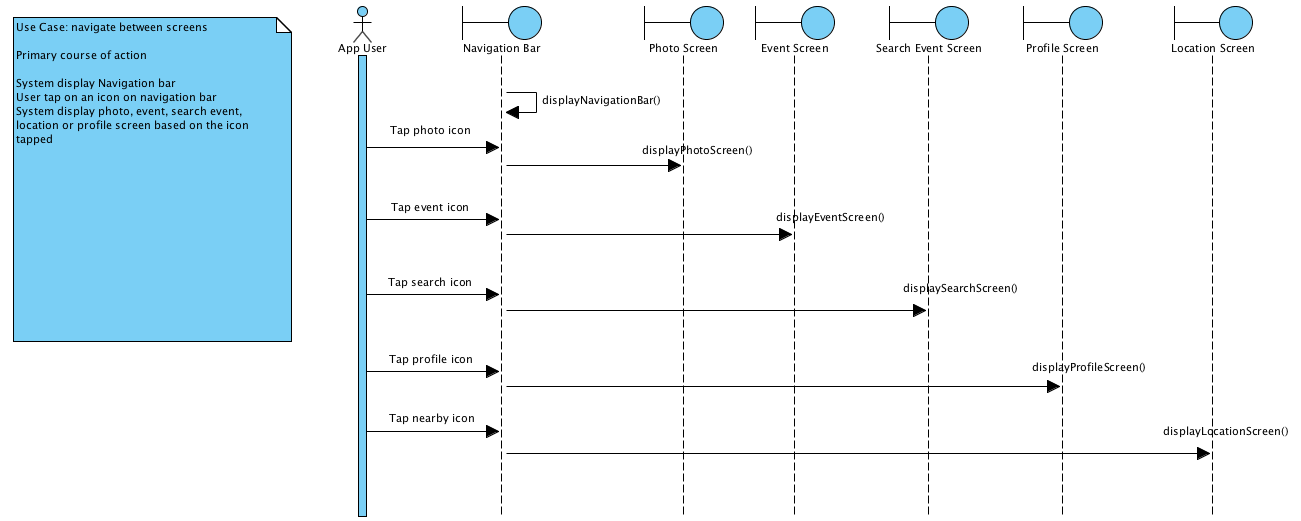 Use Case: navigate between screens
Primary course of action
System display Navigation bar
User tap on an icon on navigation bar
System display photo, event, search event,
location or profile screen based on the icon
tapped
App User
Navigation Bar
Photo Screen
Event Screen
Search Event Screen
Profile Screen
Location Screen
displayNavigationBar()
Tap photo icon
displayPhotoScreen()
Tap event icon
displayEventScreen()
Tap search icon
displaySearchScreen()
Tap profile icon
displayProfileScreen()
Tap nearby icon
displayLocationScreen()